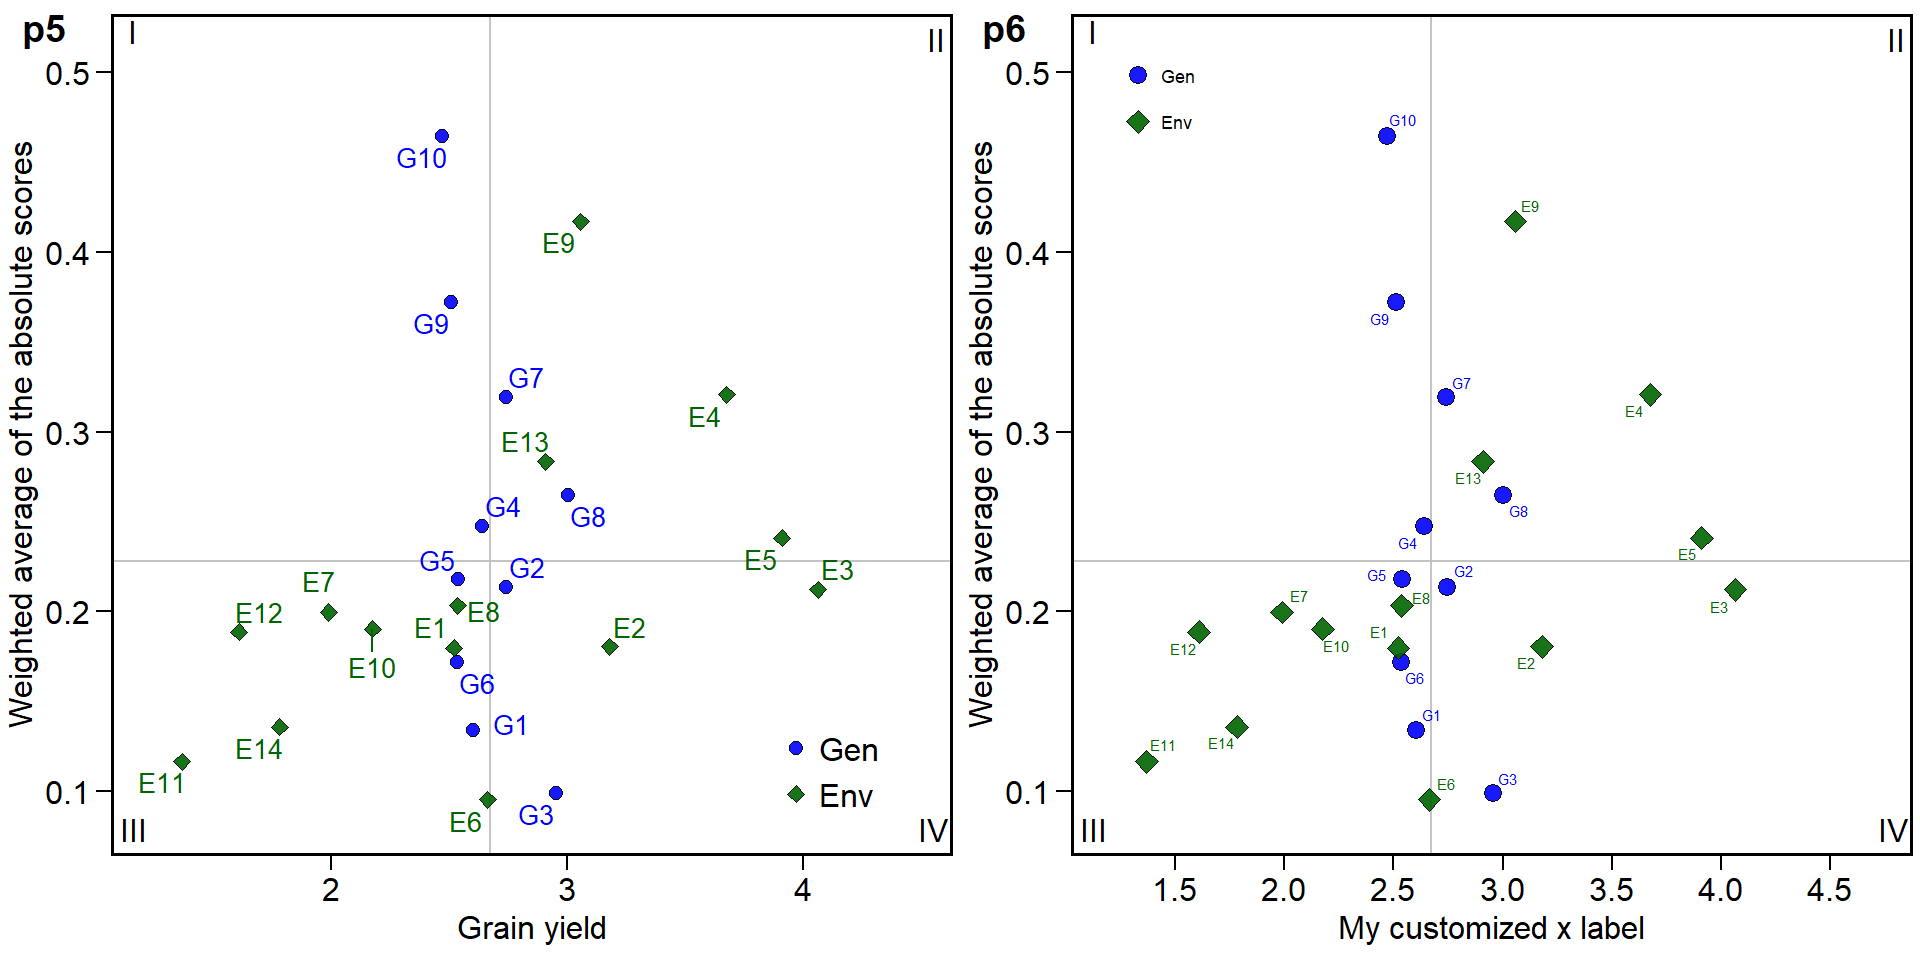 p5
I
II
0.5
0.4
0.3
0.2
0.1
Weighted average of the absolute scores
G10
E9
G9
G7
E4
E13
G4
G8
G5
G2
E5
E3
E7
E12
E8
E1
E2
E10
G6
G1
E14
E11
Gen
Env
E6
G3
III
IV
2
3
4
Grain yield
p6
I
II
Gen
Env
0.5
0.4
0.3
0.2
0.1
Weighted average of the absolute scores
G10
E9
G9
G7
E4
E13
G8
G4
E5
G5
G2
E7
E8
E3
E12
E10
E1
E2
G6
G1
E11
E14
E6
G3
III
IV
1.5
2.0
2.5
3.0
3.5
4.0
4.5
My customized x label